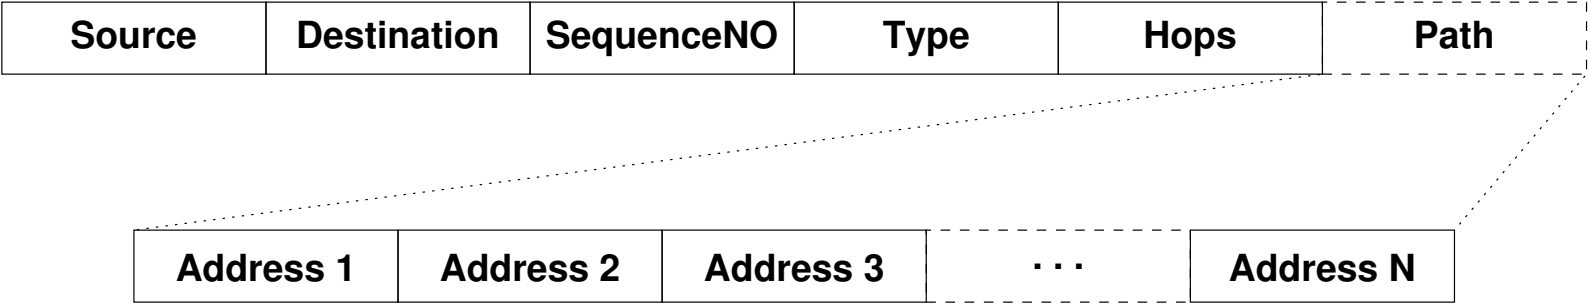 Source Destination SequenceNO Type Hops Path
Address 1 Address 2 Address 3 . . . Address N